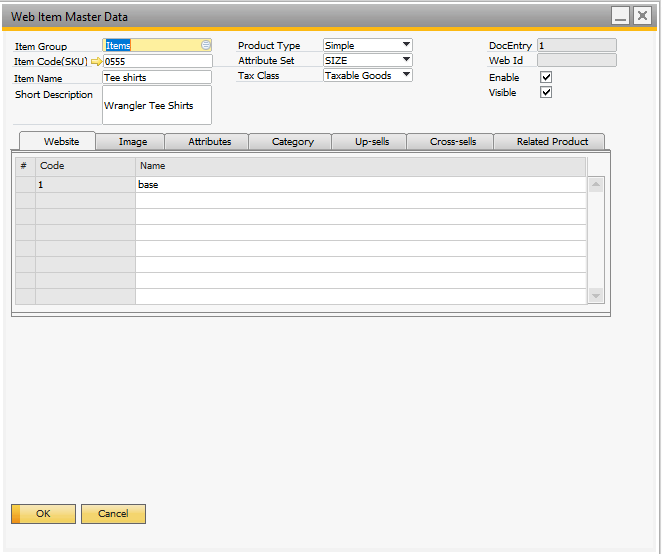 Web Item Master Data
Item Group Items Product Type Simple DocEntry 1
Item Code(SKU) 0555 Attribute Set SIZE Web Id
Item Name Tee shirts Tax Class Taxable Goods Enable
Short Description Wrangler Tee Shirts Visible
Website Image Attributes Category Up-sells Cross-sells Related Product
# Code Name
1 base
OK Cancel